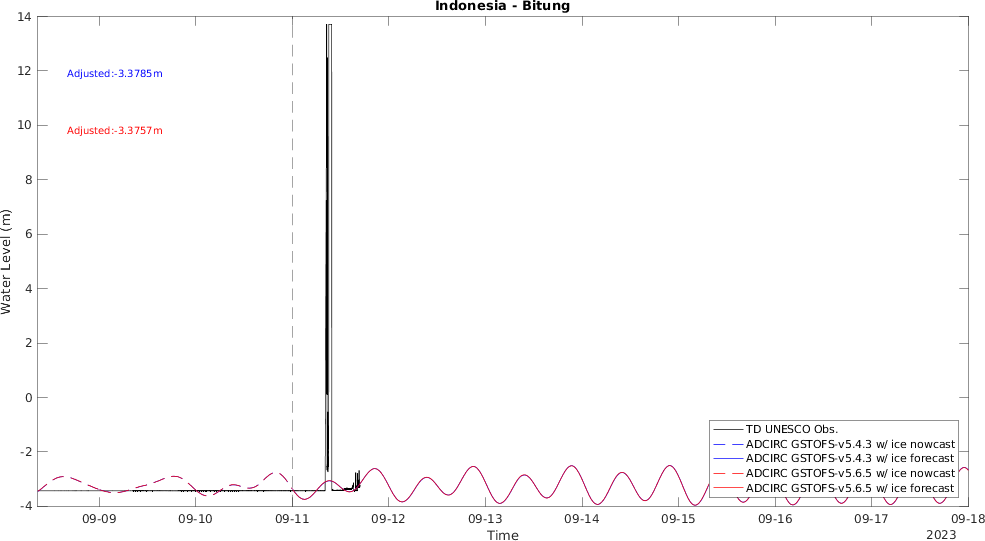 Indonesia - Bitung
14
12
10
8
6
4
2
0
-2
-4
Water Level (m)
Adjusted:-3.3785m
Adjusted:-3.3757m
TD UNESCO Obs.
ADCIRC GSTOFS-v5.4.3 w/ ice nowcast
ADCIRC GSTOFS-v5.4.3 w/ ice forecast
ADCIRC GSTOFS-v5.6.5 w/ ice nowcast
ADCIRC GSTOFS-v5.6.5 w/ ice forecast
09-09 09-10 09-11 09-12 09-13 09-14 09-15 09-16 09-17 09-18
Time
2023